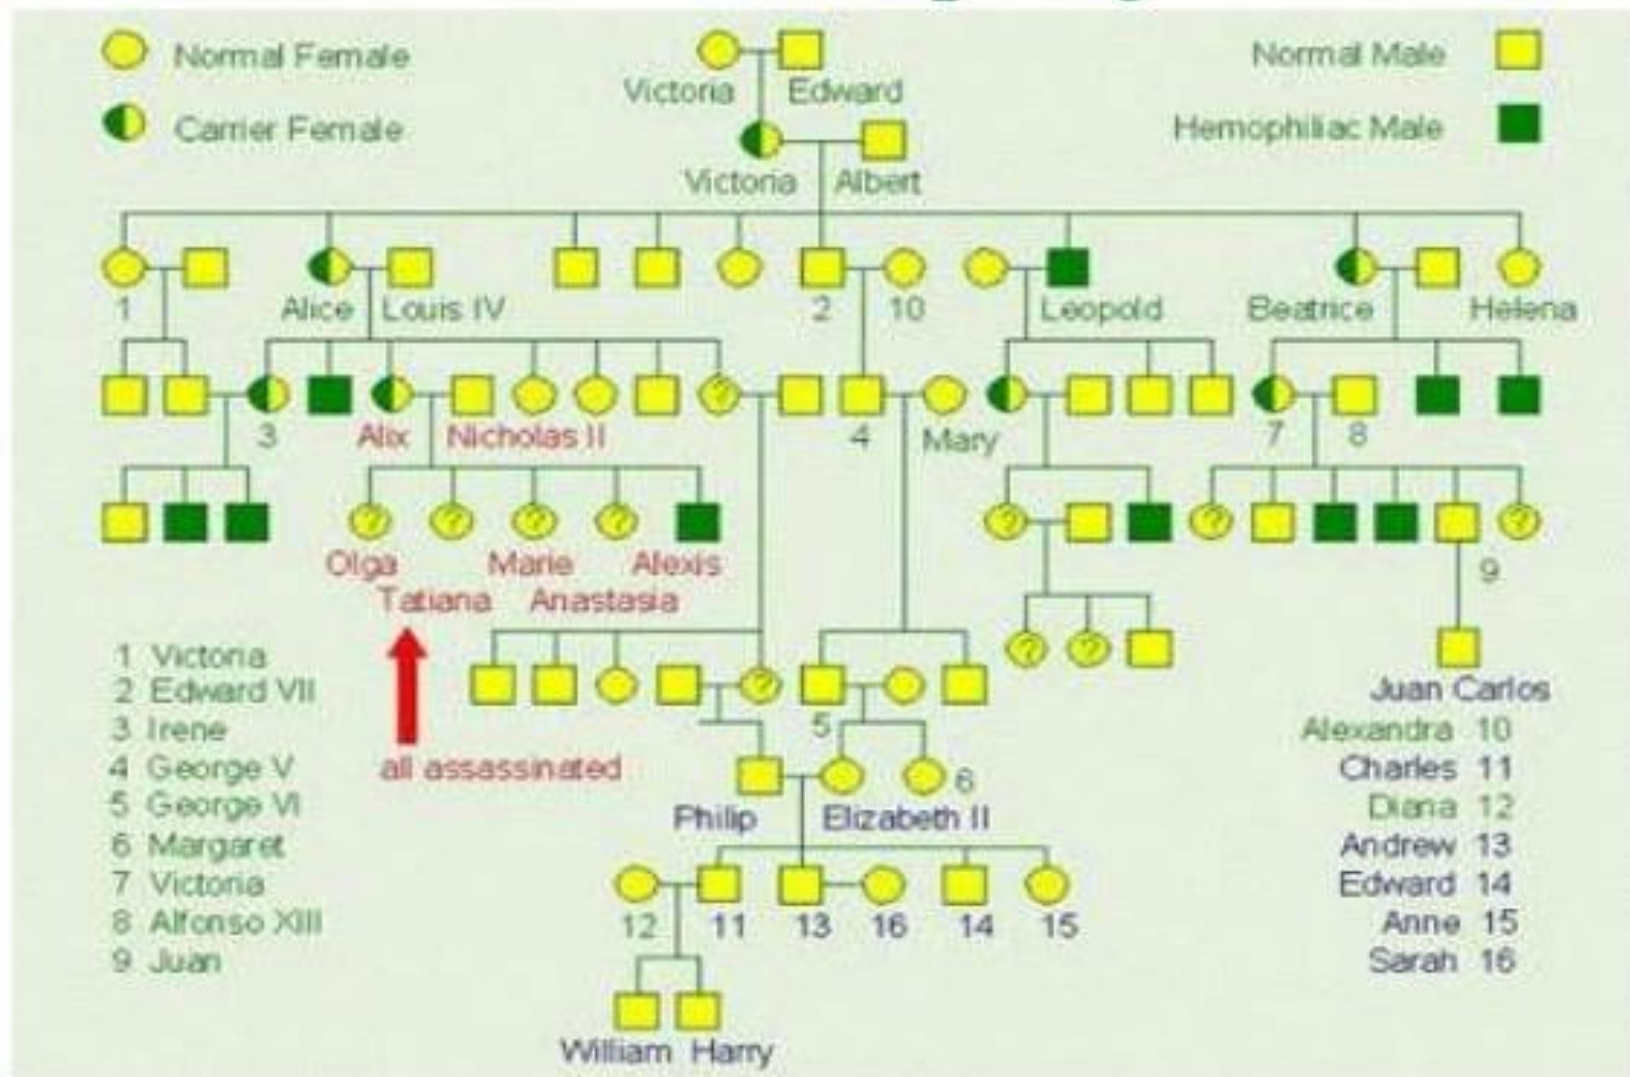 Normal Female
Normal Male
Carrier Female
Hemophiliac Male
Victoria Edward
Victoria Albert
1 Alice Louis IV 2 10 Leopold Beatrice Helena
3 Alix Nicholas II 4 Mary 7 8
? ? ? ? ? ? ? ? 
Olga Marie Alexis 9
Tatiana Anastasia
? ? ?
1 Victoria
2 Edward VII
3 Irene
4 George V
5 George VI
6 Margaret
7 Victoria
8 Alfonso XIII
9 Juan
all assassinated
5
6
Philip Elizabeth II
12 11 13 16 14 15
William Harry
Juan Carlos
Alexandra 10
Charles 11
Diana 12
Andrew 13
Edward 14
Anne 15
Sarah 16